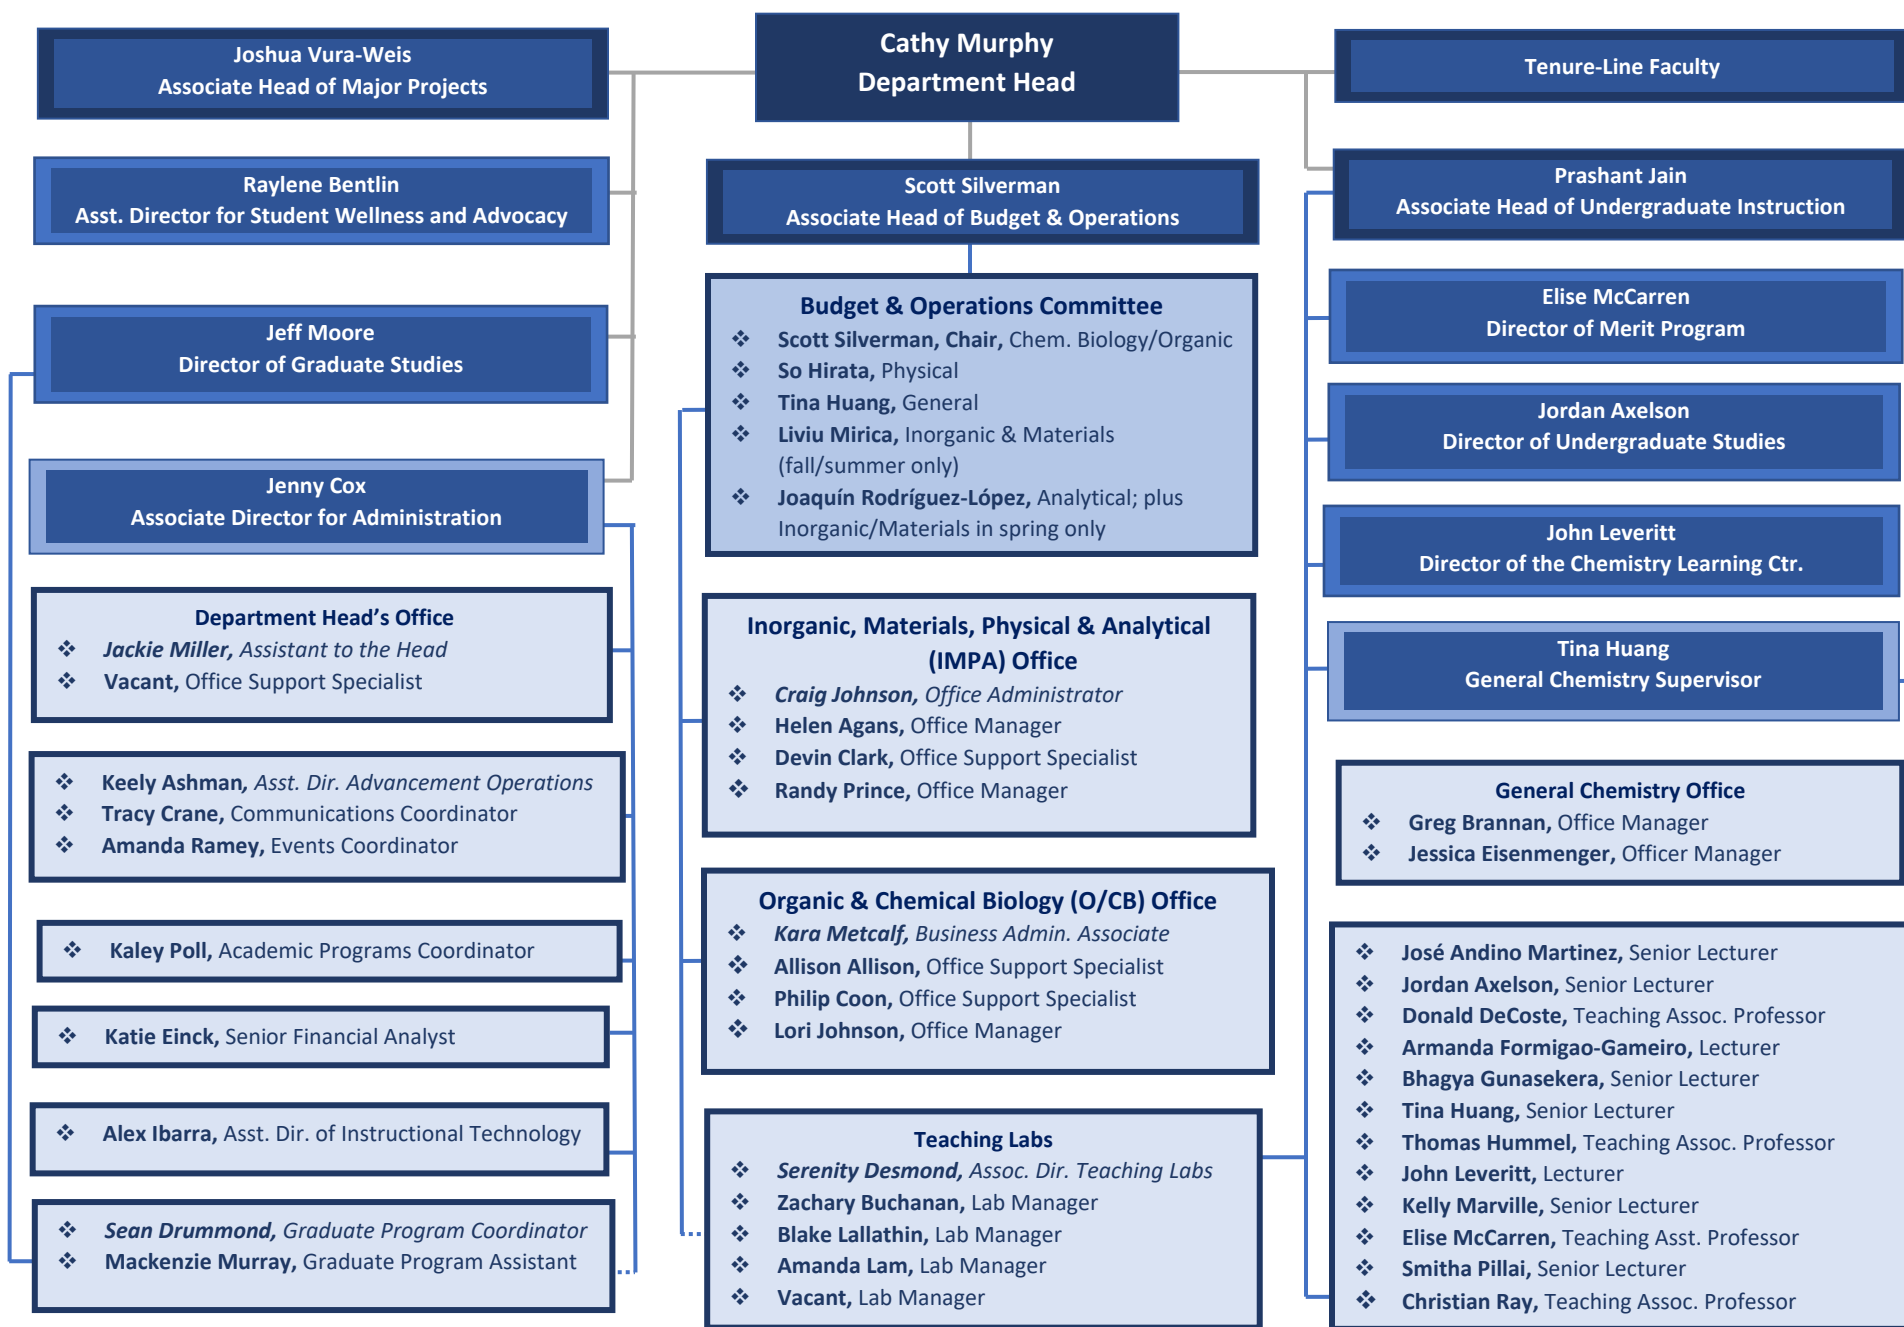 Cathy Murphy
Department Head
Joshua Vura-Weis
Associate Head of Major Projects
Raylene Bentlin
Asst. Director for Student Wellness and Advocacy
Jeff Moore
Director of Graduate Studies
Jenny Cox
Associate Director for Administration
Department Head’s Office
❖ Jackie Miller, Assistant to the Head
❖ Vacant, Office Support Specialist
❖ Keely Ashman, Asst. Dir. Advancement Operations
❖ Tracy Crane, Communications Coordinator
❖ Amanda Ramey, Events Coordinator
❖ Kaley Poll, Academic Programs Coordinator
❖ Katie Einck, Senior Financial Analyst
❖ Alex Ibarra, Asst. Dir. of Instructional Technology
❖ Sean Drummond, Graduate Program Coordinator
❖ Mackenzie Murray, Graduate Program Assistant
Scott Silverman
Associate Head of Budget & Operations
Budget & Operations Committee
❖ Scott Silverman, Chair, Chem. Biology/Organic
❖ So Hirata, Physical
❖ Tina Huang, General
❖ Liviu Mirica, Inorganic & Materials
(fall/summer only)
❖ Joaquín Rodríguez-López, Analytical; plus
Inorganic/Materials in spring only
Inorganic, Materials, Physical & Analytical
(IMPA) Office
❖ Craig Johnson, Office Administrator
❖ Helen Agans, Office Manager
❖ Devin Clark, Office Support Specialist
❖ Randy Prince, Office Manager
Organic & Chemical Biology (O/CB) Office
❖ Kara Metcalf, Business Admin. Associate
❖ Allison Allison, Office Support Specialist
❖ Philip Coon, Office Support Specialist
❖ Lori Johnson, Office Manager
Teaching Labs
❖ Serenity Desmond, Assoc. Dir. Teaching Labs
❖ Zachary Buchanan, Lab Manager
❖ Blake Lallathin, Lab Manager
❖ Amanda Lam, Lab Manager
❖ Vacant, Lab Manager
Tenure-Line Faculty
Prashant Jain
Associate Head of Undergraduate Instruction
Elise McCarren
Director of Merit Program
Jordan Axelson
Director of Undergraduate Studies
John Leveritt
Director of the Chemistry Learning Ctr.
Tina Huang
General Chemistry Supervisor
General Chemistry Office
❖ Greg Brannan, Office Manager
❖ Jessica Eisenmenger, Officer Manager
❖ José Andino Martinez, Senior Lecturer
❖ Jordan Axelson, Senior Lecturer
❖ Donald DeCoste, Teaching Assoc. Professor
❖ Armanda Formigao-Gameiro, Lecturer
❖ Bhagya Gunasekera, Senior Lecturer
❖ Tina Huang, Senior Lecturer
❖ Thomas Hummel, Teaching Assoc. Professor
❖ John Leveritt, Lecturer
❖ Kelly Marville, Senior Lecturer
❖ Elise McCarren, Teaching Asst. Professor
❖ Smitha Pillai, Senior Lecturer
❖ Christian Ray, Teaching Assoc. Professor